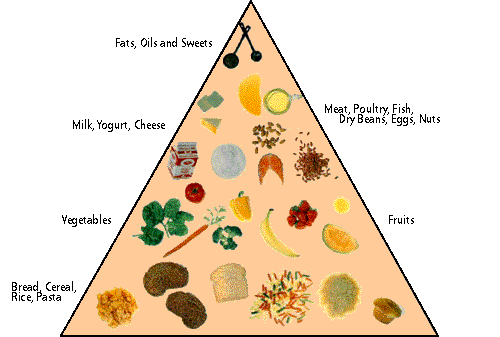 Fats, Oils and Sweets
Milk, Yogurt, Cheese
Meat, Poultry, Fish,
Dry Beans, Eggs, Nuts
Vegetables
Fruits
Bread, Cereal,
Rice, Pasta